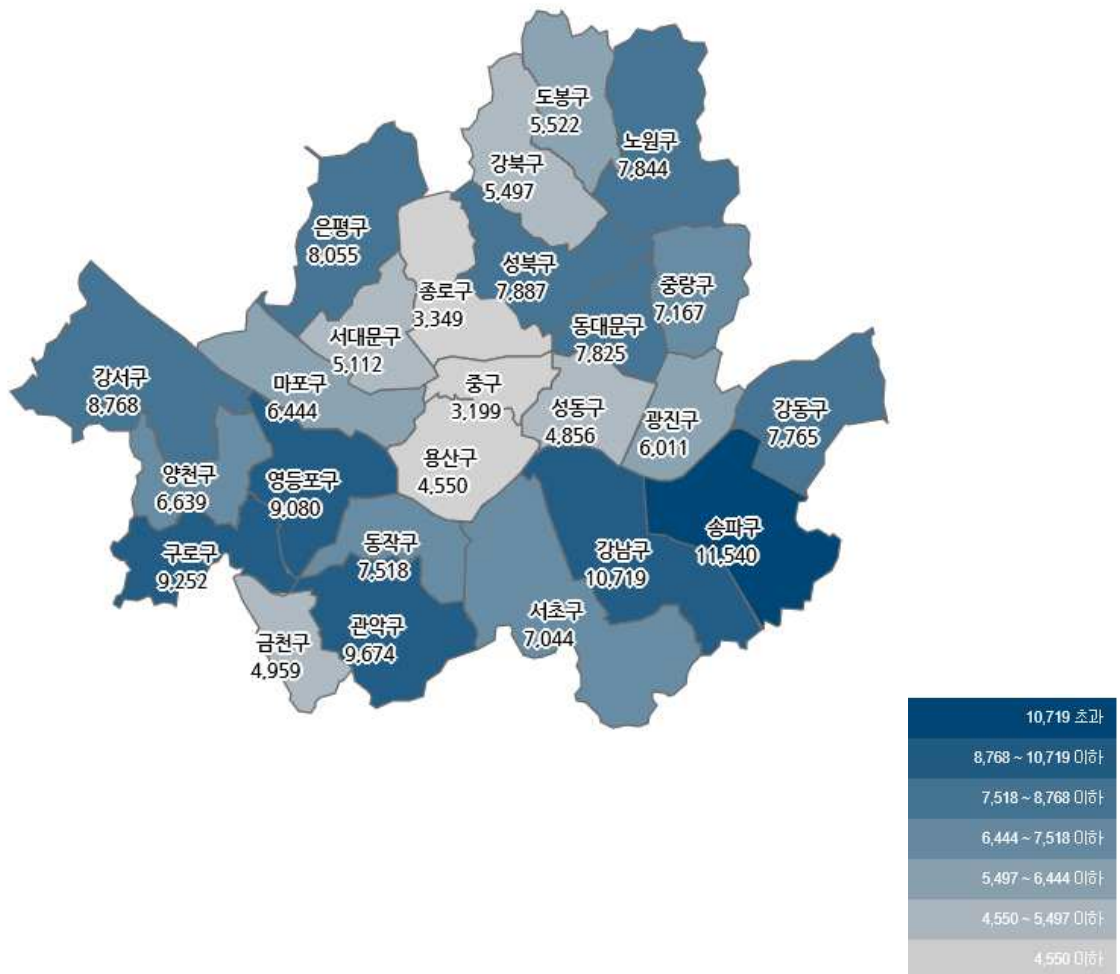 도봉구
5,522
노원구
7,844
강북구
5,497
은평구
8,055
성북구
7,887
중랑구
7,167
종로구
3,349
동대문구
7,825
서대문구
5,112
강서구
8,768
마포구
6,444
중구
3,199
성동구
4,856
광진구
6,011
강동구
7,765
양천구
6,639
영등포구
9,080
용산구
4,550
송파구
11,540
구로구
9,252
동작구
7,518
강남구
10,719
서초구
7,044
관악구
9,674
금천구
4,959
10,719 초과
8,768 ~ 10,719 이하
7,518 ~ 8,768 이하
6,444 ~ 7,518 이하
5,497 ~ 6,444 이하
4,550 ~ 5,497 이하
4,550 이하